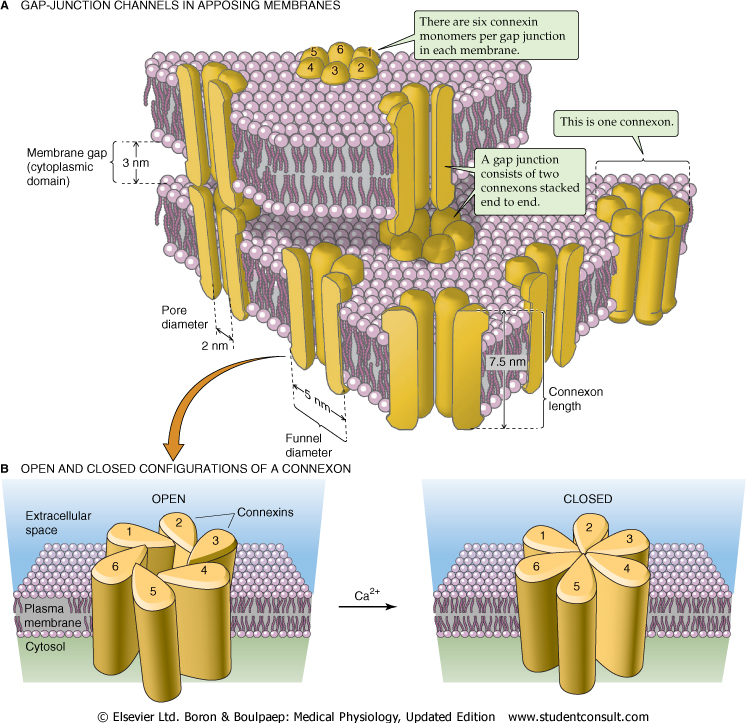 A GAP-JUNCTION CHANNELS IN APPOSING MEMBRANES
There are six connexin
monomers per gap junction
in each membrane.
5 6 1
4 3 2
This is one connexon.
Membrane gap
(cytoplasmic
domain)
3 nm
A gap junction
consists of two
connexons stacked
end to end.
Pore
diameter
2 nm
7.5 nm
Connexon
length
5 nm
Funnel
diameter
B OPEN AND CLOSED CONFIGURATIONS OF A CONNEXON
OPEN
Extracellular
space
Connexins
1 2 3
6 5 4
Plasma
membrane
Cytosol
Ca2+
CLOSED
1 2 3
6 5 4
© Elsevier Ltd. Boron & Boulpaep: Medical Physiology, Updated Edition www.studentconsult.com